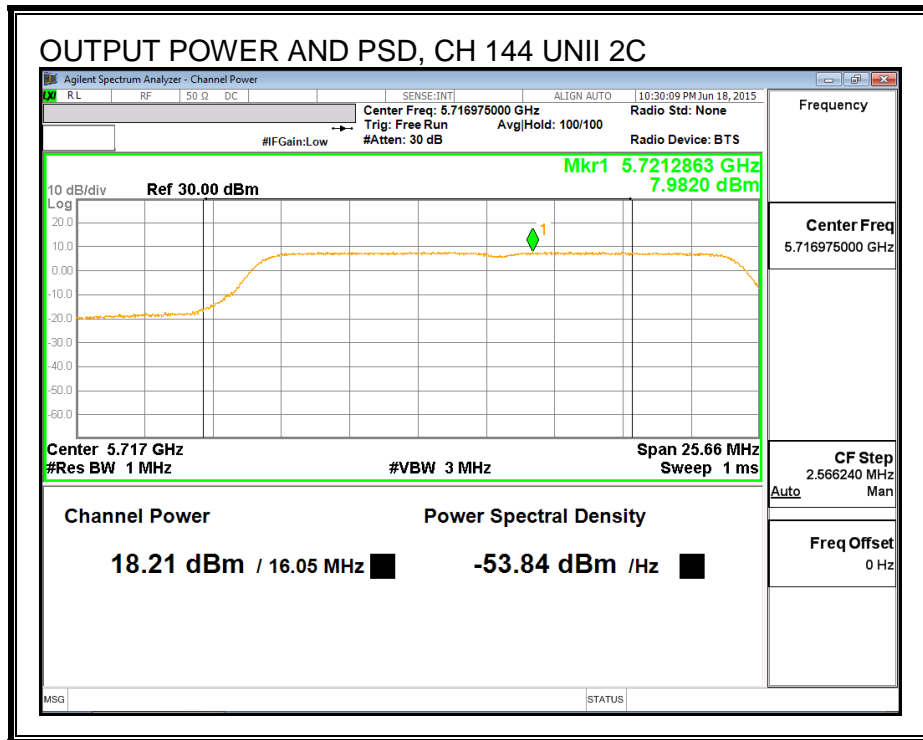 OUTPUT POWER AND PSD, CH 144 UNII 2C
Agilent Spectrum Analyzer - Channel Power
LXI RL RF 50 Ω DC SENSE:INT ALIGN AUTO 10:30:09 PM Jun 18, 2015
Center Freq: 5.716975000 GHz Radio Std: None
Trig: Free Run Avg|Hold: 100/100
#IFGain:Low #Atten: 30 dB Radio Device: BTS
Frequency
Mkr1 5.7212863 GHz
7.9820 dBm
10 dB/div Ref 30.00 dBm
Log
20.0
10.0
0.00
-10.0
-20.0
-30.0
-40.0
-50.0
-60.0
1
Center Freq
5.716975000 GHz
Center 5.717 GHz Span 25.66 MHz
#Res BW 1 MHz #VBW 3 MHz Sweep 1 ms
CF Step
2.566240 MHz
Auto Man
Freq Offset
0 Hz
Channel Power Power Spectral Density
18.21 dBm / 16.05 MHz -53.84 dBm /Hz
MSG STATUS